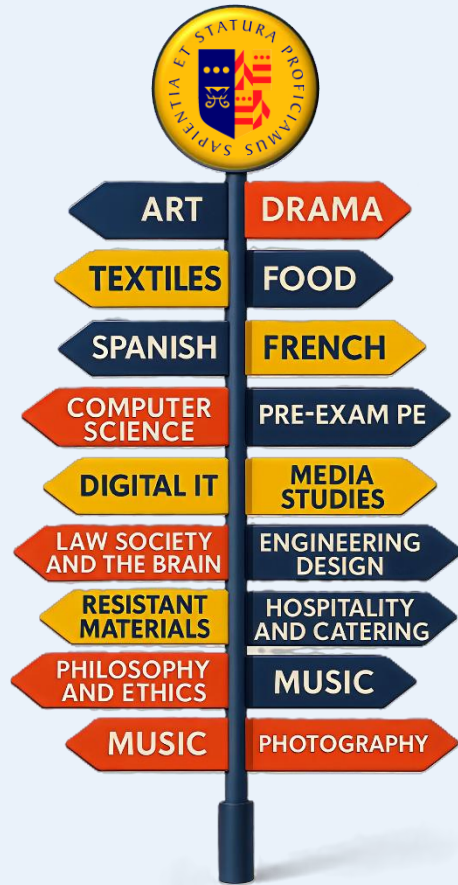 SAPIENTIA ET STATURA PROFICIAMUS
ART
DRAMA
TEXTILES
FOOD
SPANISH
FRENCH
COMPUTER
SCIENCE
PRE-EXAM PE
DIGITAL IT
MEDIA
STUDIES
LAW SOCIETY
AND THE BRAIN
ENGINEERING
DESIGN
RESISTANT
MATERIALS
HOSPITALITY
AND CATERING
PHILOSOPHY
AND ETHICS
MUSIC
MUSIC
PHOTOGRAPHY